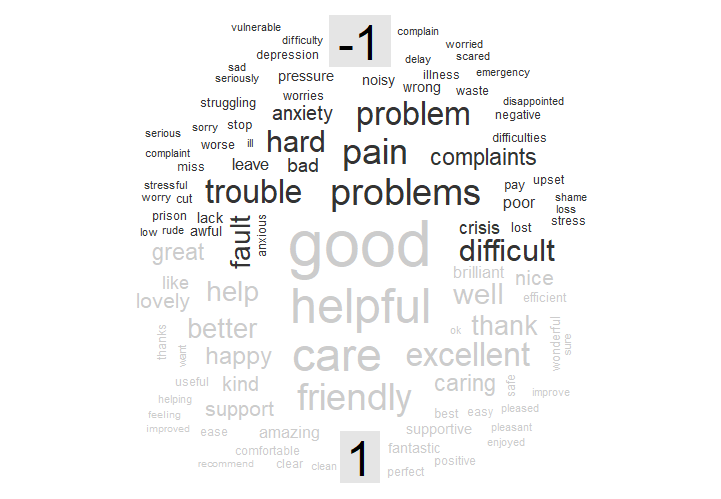 vulnerable
-1
complain
difficulty
worried
depression
delay
scared
sad
seriously
pressure
noisy
illness
emergency
wrong
waste
struggling
worries
anxiety
problem
disappointed
negative
serious
sorry
stop
hard
pain
difficulties
worse
ill
complaints
complaint
miss
leave
bad
stressful
trouble
problems
pay
upset
worry
cut
poor
shame
loss
prison
lack
fault
anxious
crisis
lost
stress
low
rude
awful
good
difficult
great
brilliant
nice
like
help
helpful
well
efficient
lovely
better
ok
thank
wonderful
sure
thanks
want
happy
care
excellent
useful
kind
caring
safe
improve
helping
friendly
feeling
support
best
easy
pleased
improved
ease
amazing
supportive
pleasant
enjoyed
comfortable
1
fantastic
recommend
clear
clean
positive
perfect